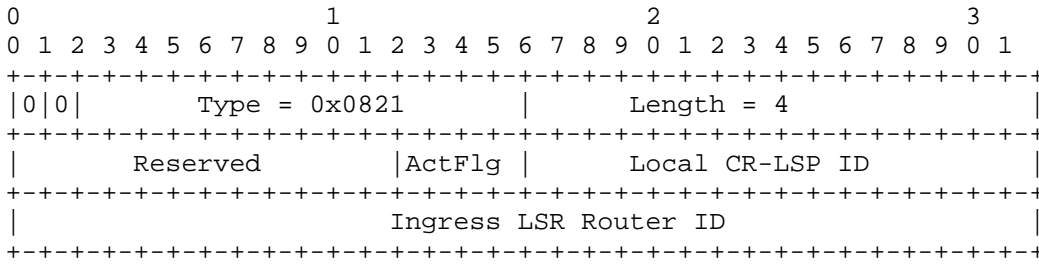 0                   1                   2                   3
0 1 2 3 4 5 6 7 8 9 0 1 2 3 4 5 6 7 8 9 0 1 2 3 4 5 6 7 8 9 0 1
+-+-+-+-+-+-+-+-+-+-+-+-+-+-+-+-+-+-+-+-+-+-+-+-+-+-+-+-+-+-+-+-+
|0|0|       Type = 0x0821       |      Length = 4               |
+-+-+-+-+-+-+-+-+-+-+-+-+-+-+-+-+-+-+-+-+-+-+-+-+-+-+-+-+-+-+-+-+
|       Reserved        |ActFlg |      Local CR-LSP ID          |
+-+-+-+-+-+-+-+-+-+-+-+-+-+-+-+-+-+-+-+-+-+-+-+-+-+-+-+-+-+-+-+-+
|                       Ingress LSR Router ID                   |
+-+-+-+-+-+-+-+-+-+-+-+-+-+-+-+-+-+-+-+-+-+-+-+-+-+-+-+-+-+-+-+-+